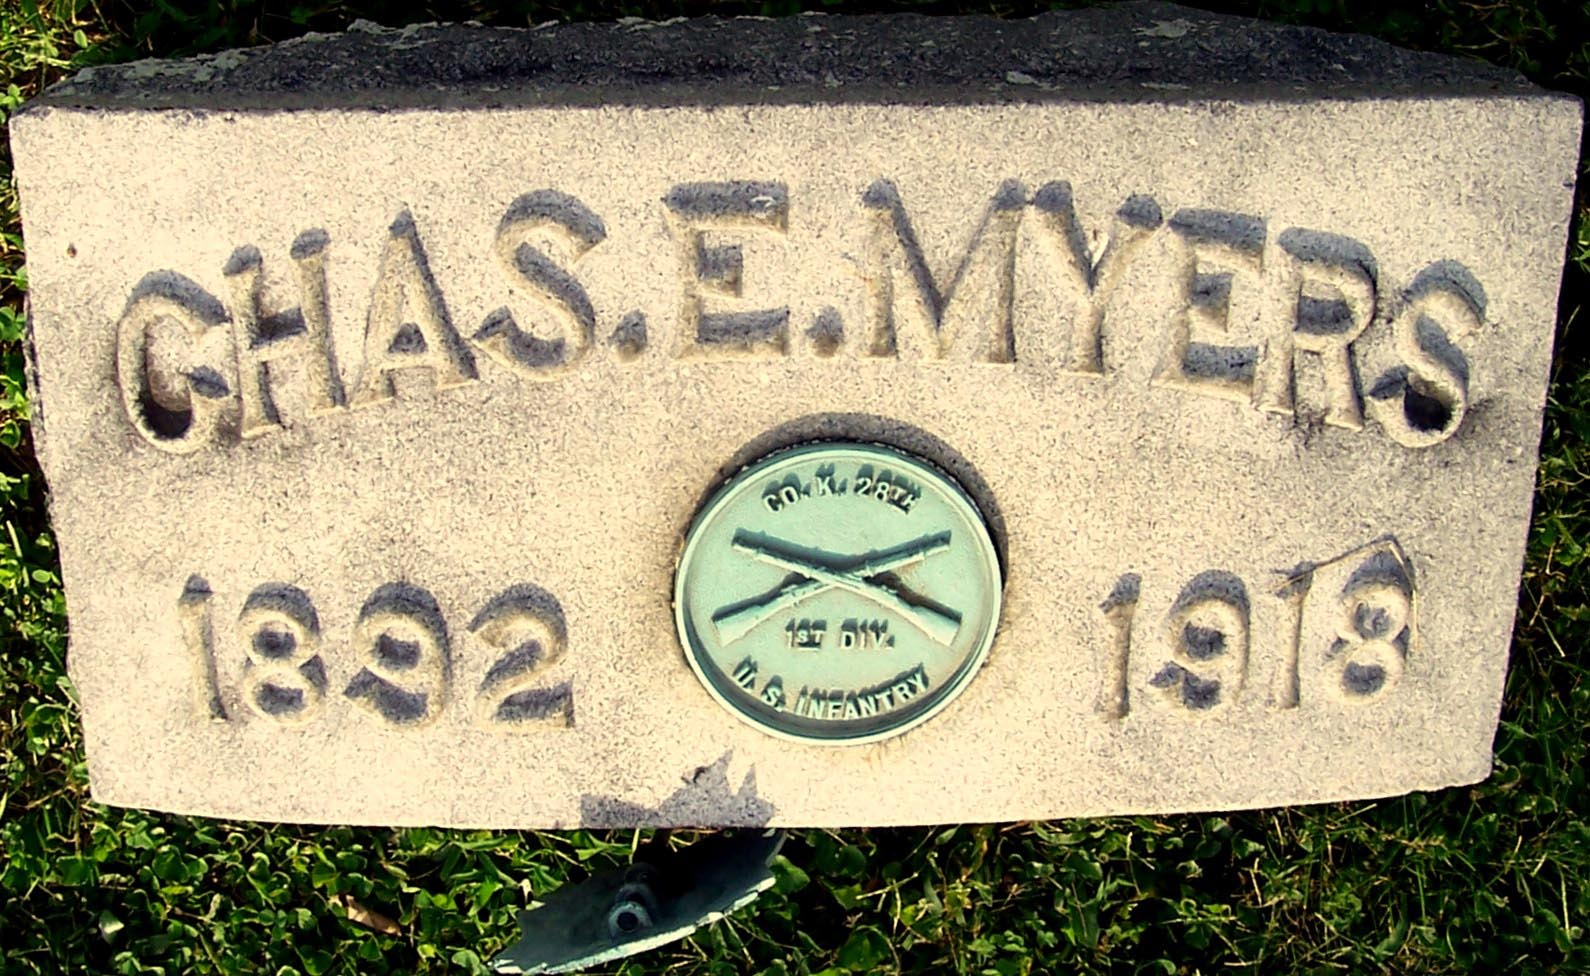 CHAS. E. MYERS
CO. K. 28TH
1ST DIV.
U.S. INFANTRY
1892 1918